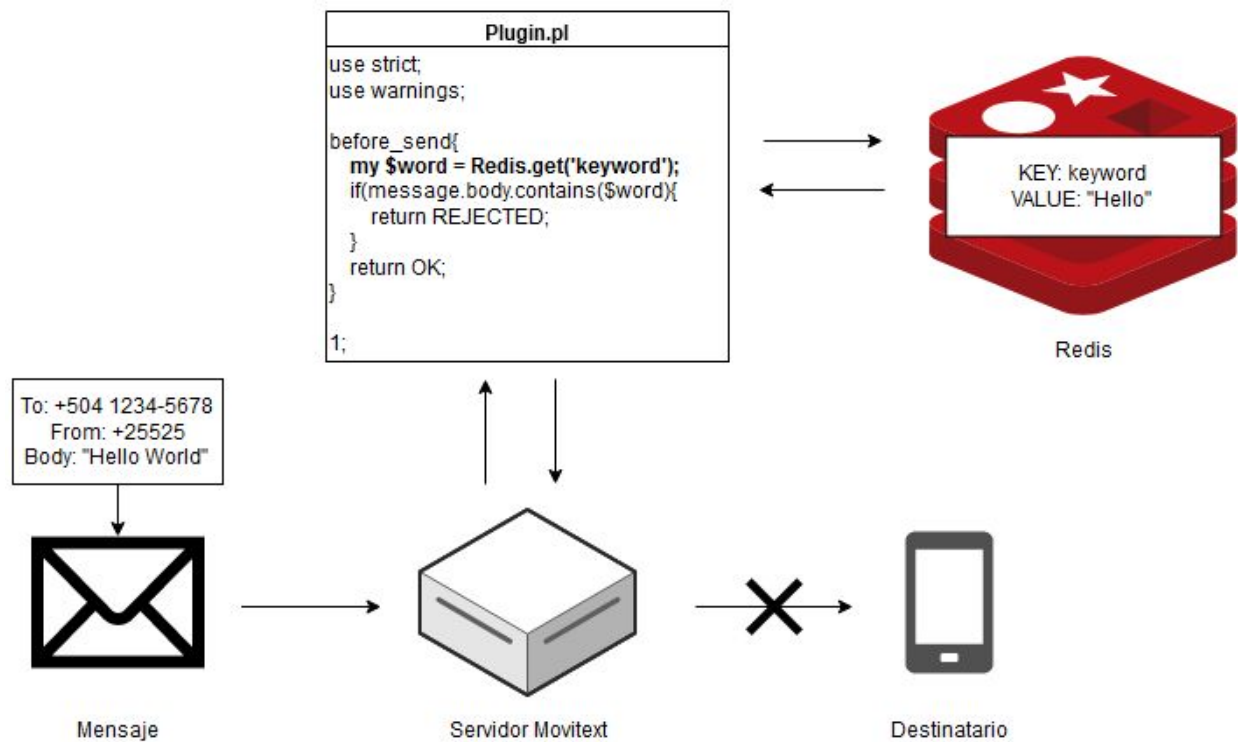 Plugin.pl
use strict;
use warnings;
before_send{
my $word = Redis.get('keyword');
if(message.body.contains($word){
return REJECTED;
}
return OK;
}
1;
KEY: keyword
VALUE: "Hello"
Redis
To: +504 1234-5678
From: +25525
Body: "Hello World"
Mensaje
Servidor Movitext
Destinatario